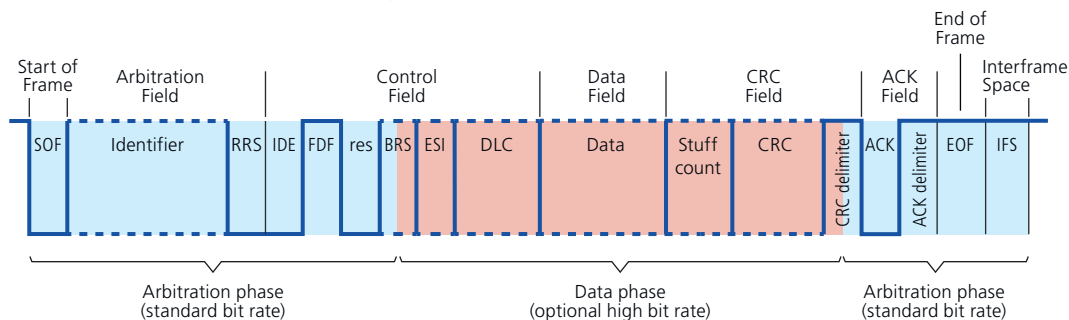 End of
Frame
Start of
Frame
Arbitration
Field
Control
Field
Data
Field
CRC
Field
ACK
Field
Interframe
Space
SOF
Identifier
RRS
IDE
FDF
res
BRS
ESI
DLC
Data
Stuff
count
CRC
CRC delimiter
ACK
ACK delimiter
EOF
IFS
Arbitration phase
(standard bit rate)
Data phase
(optional high bit rate)
Arbitration phase
(standard bit rate)